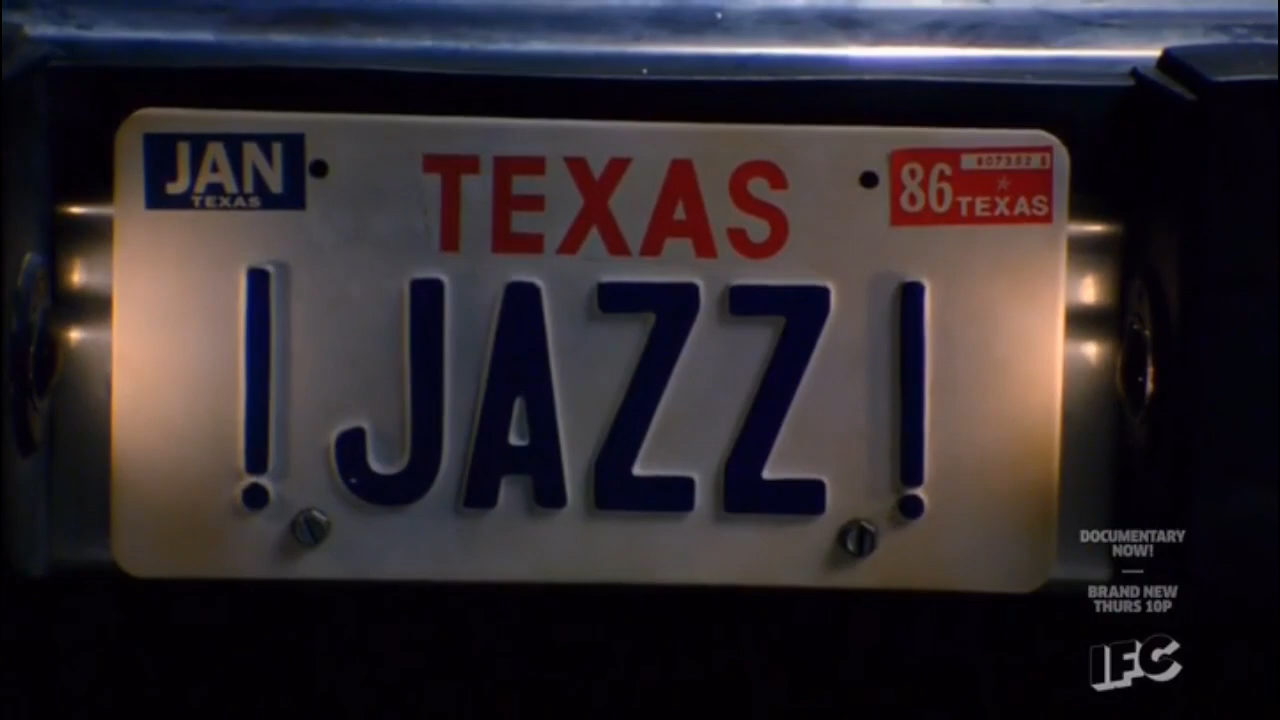 JAN
TEXAS
TEXAS
86
TEXAS
! JAZZ !
DOCUMENTARY
NOW!
BRAND NEW
THURS 10P
IFC